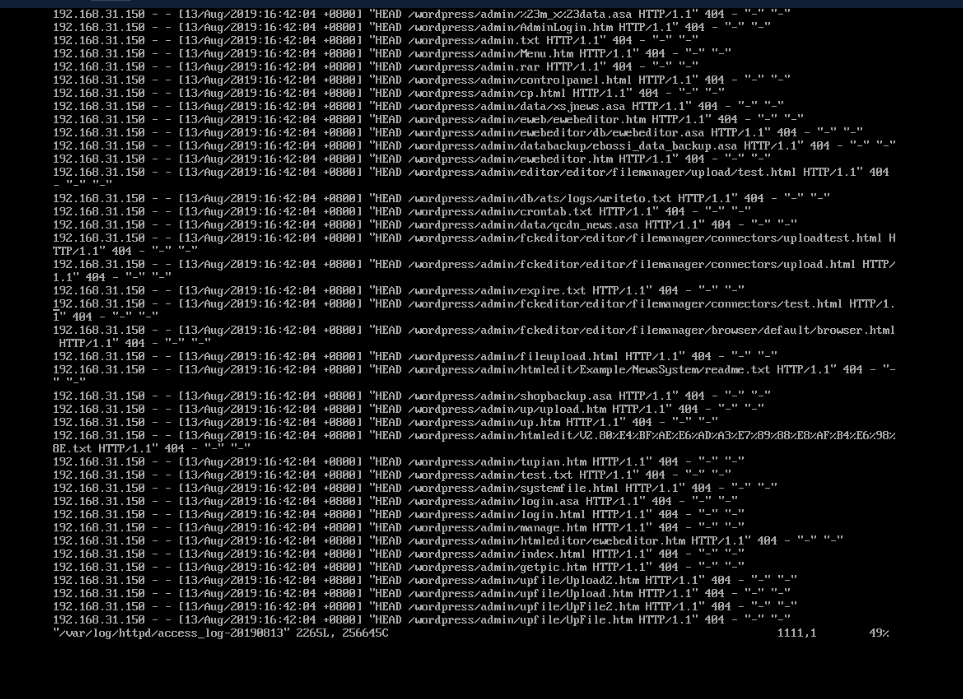 192.168.31.150 - - [13/Aug/2019:16:42:04 +0800] "HEAD /wordpress/admin/%23m_x%23data.asa HTTP/1.1" 404 - "-" "-"
192.168.31.150 - - [13/Aug/2019:16:42:04 +0800] "HEAD /wordpress/admin/AdminLogin.htm HTTP/1.1" 404 - "-" "-"
192.168.31.150 - - [13/Aug/2019:16:42:04 +0800] "HEAD /wordpress/admin.txt HTTP/1.1" 404 - "-" "-"
192.168.31.150 - - [13/Aug/2019:16:42:04 +0800] "HEAD /wordpress/admin/Menu.htm HTTP/1.1" 404 - "-" "-"
192.168.31.150 - - [13/Aug/2019:16:42:04 +0800] "HEAD /wordpress/admin.rar HTTP/1.1" 404 - "-" "-"
192.168.31.150 - - [13/Aug/2019:16:42:04 +0800] "HEAD /wordpress/admin/controlpanel.html HTTP/1.1" 404 - "-" "-"
192.168.31.150 - - [13/Aug/2019:16:42:04 +0800] "HEAD /wordpress/admin/cp.html HTTP/1.1" 404 - "-" "-"
192.168.31.150 - - [13/Aug/2019:16:42:04 +0800] "HEAD /wordpress/admin/data/xsjnews.asa HTTP/1.1" 404 - "-" "-"
192.168.31.150 - - [13/Aug/2019:16:42:04 +0800] "HEAD /wordpress/admin/eweb/ewebeditor.htm HTTP/1.1" 404 - "-" "-"
192.168.31.150 - - [13/Aug/2019:16:42:04 +0800] "HEAD /wordpress/admin/ewebeditor/db/ewebeditor.asa HTTP/1.1" 404 - "-" "-"
192.168.31.150 - - [13/Aug/2019:16:42:04 +0800] "HEAD /wordpress/admin/databackup/ebossi_data_backup.asa HTTP/1.1" 404 - "-" "-"
192.168.31.150 - - [13/Aug/2019:16:42:04 +0800] "HEAD /wordpress/admin/ewebeditor.htm HTTP/1.1" 404 - "-" "-"
192.168.31.150 - - [13/Aug/2019:16:42:04 +0800] "HEAD /wordpress/admin/editor/editor/filemanager/upload/test.html HTTP/1.1" 404
- "-" "-"
192.168.31.150 - - [13/Aug/2019:16:42:04 +0800] "HEAD /wordpress/admin/db/ats/logs/writeto.txt HTTP/1.1" 404 - "-" "-"
192.168.31.150 - - [13/Aug/2019:16:42:04 +0800] "HEAD /wordpress/admin/crontab.txt HTTP/1.1" 404 - "-" "-"
192.168.31.150 - - [13/Aug/2019:16:42:04 +0800] "HEAD /wordpress/admin/data/qcdn_news.asa HTTP/1.1" 404 - "-" "-"
192.168.31.150 - - [13/Aug/2019:16:42:04 +0800] "HEAD /wordpress/admin/fckeditor/editor/filemanager/connectors/uploadtest.html H
TTP/1.1" 404 - "-" "-"
192.168.31.150 - - [13/Aug/2019:16:42:04 +0800] "HEAD /wordpress/admin/fckeditor/editor/filemanager/connectors/upload.html HTTP/
1.1" 404 - "-" "-"
192.168.31.150 - - [13/Aug/2019:16:42:04 +0800] "HEAD /wordpress/admin/expire.txt HTTP/1.1" 404 - "-" "-"
192.168.31.150 - - [13/Aug/2019:16:42:04 +0800] "HEAD /wordpress/admin/fckeditor/editor/filemanager/connectors/test.html HTTP/1.
1" 404 - "-" "-"
192.168.31.150 - - [13/Aug/2019:16:42:04 +0800] "HEAD /wordpress/admin/fckeditor/editor/filemanager/browser/default/browser.html
HTTP/1.1" 404 - "-" "-"
192.168.31.150 - - [13/Aug/2019:16:42:04 +0800] "HEAD /wordpress/admin/fileupload.html HTTP/1.1" 404 - "-" "-"
192.168.31.150 - - [13/Aug/2019:16:42:04 +0800] "HEAD /wordpress/admin/htmledit/Example/NewsSystem/readme.txt HTTP/1.1" 404 - "-
" "-"
192.168.31.150 - - [13/Aug/2019:16:42:04 +0800] "HEAD /wordpress/admin/shopbackup.asa HTTP/1.1" 404 - "-" "-"
192.168.31.150 - - [13/Aug/2019:16:42:04 +0800] "HEAD /wordpress/admin/up/upload.htm HTTP/1.1" 404 - "-" "-"
192.168.31.150 - - [13/Aug/2019:16:42:04 +0800] "HEAD /wordpress/admin/up.htm HTTP/1.1" 404 - "-" "-"
192.168.31.150 - - [13/Aug/2019:16:42:04 +0800] "HEAD /wordpress/admin/htmledit/V2.80%E4%BF%AE%E6%AD%A3%E7%89%88%E8%AF%B4%E6%98%
8E.txt HTTP/1.1" 404 - "-" "-"
192.168.31.150 - - [13/Aug/2019:16:42:04 +0800] "HEAD /wordpress/admin/tupian.htm HTTP/1.1" 404 - "-" "-"
192.168.31.150 - - [13/Aug/2019:16:42:04 +0800] "HEAD /wordpress/admin/test.txt HTTP/1.1" 404 - "-" "-"
192.168.31.150 - - [13/Aug/2019:16:42:04 +0800] "HEAD /wordpress/admin/systemfile.html HTTP/1.1" 404 - "-" "-"
192.168.31.150 - - [13/Aug/2019:16:42:04 +0800] "HEAD /wordpress/admin/login.asa HTTP/1.1" 404 - "-" "-"
192.168.31.150 - - [13/Aug/2019:16:42:04 +0800] "HEAD /wordpress/admin/login.html HTTP/1.1" 404 - "-" "-"
192.168.31.150 - - [13/Aug/2019:16:42:04 +0800] "HEAD /wordpress/admin/manage.htm HTTP/1.1" 404 - "-" "-"
192.168.31.150 - - [13/Aug/2019:16:42:04 +0800] "HEAD /wordpress/admin/htmleditor/ewebeditor.htm HTTP/1.1" 404 - "-" "-"
192.168.31.150 - - [13/Aug/2019:16:42:04 +0800] "HEAD /wordpress/admin/index.html HTTP/1.1" 404 - "-" "-"
192.168.31.150 - - [13/Aug/2019:16:42:04 +0800] "HEAD /wordpress/admin/getpic.htm HTTP/1.1" 404 - "-" "-"
192.168.31.150 - - [13/Aug/2019:16:42:04 +0800] "HEAD /wordpress/admin/upfile/Upload2.htm HTTP/1.1" 404 - "-" "-"
192.168.31.150 - - [13/Aug/2019:16:42:04 +0800] "HEAD /wordpress/admin/upfile/Upload.htm HTTP/1.1" 404 - "-" "-"
192.168.31.150 - - [13/Aug/2019:16:42:04 +0800] "HEAD /wordpress/admin/upfile/UpFile2.htm HTTP/1.1" 404 - "-" "-"
192.168.31.150 - - [13/Aug/2019:16:42:04 +0800] "HEAD /wordpress/admin/upfile/UpFile.htm HTTP/1.1" 404 - "-" "-"
"/var/log/httpd/access_log-20190813" 2265L, 256645C 1111,1 49%